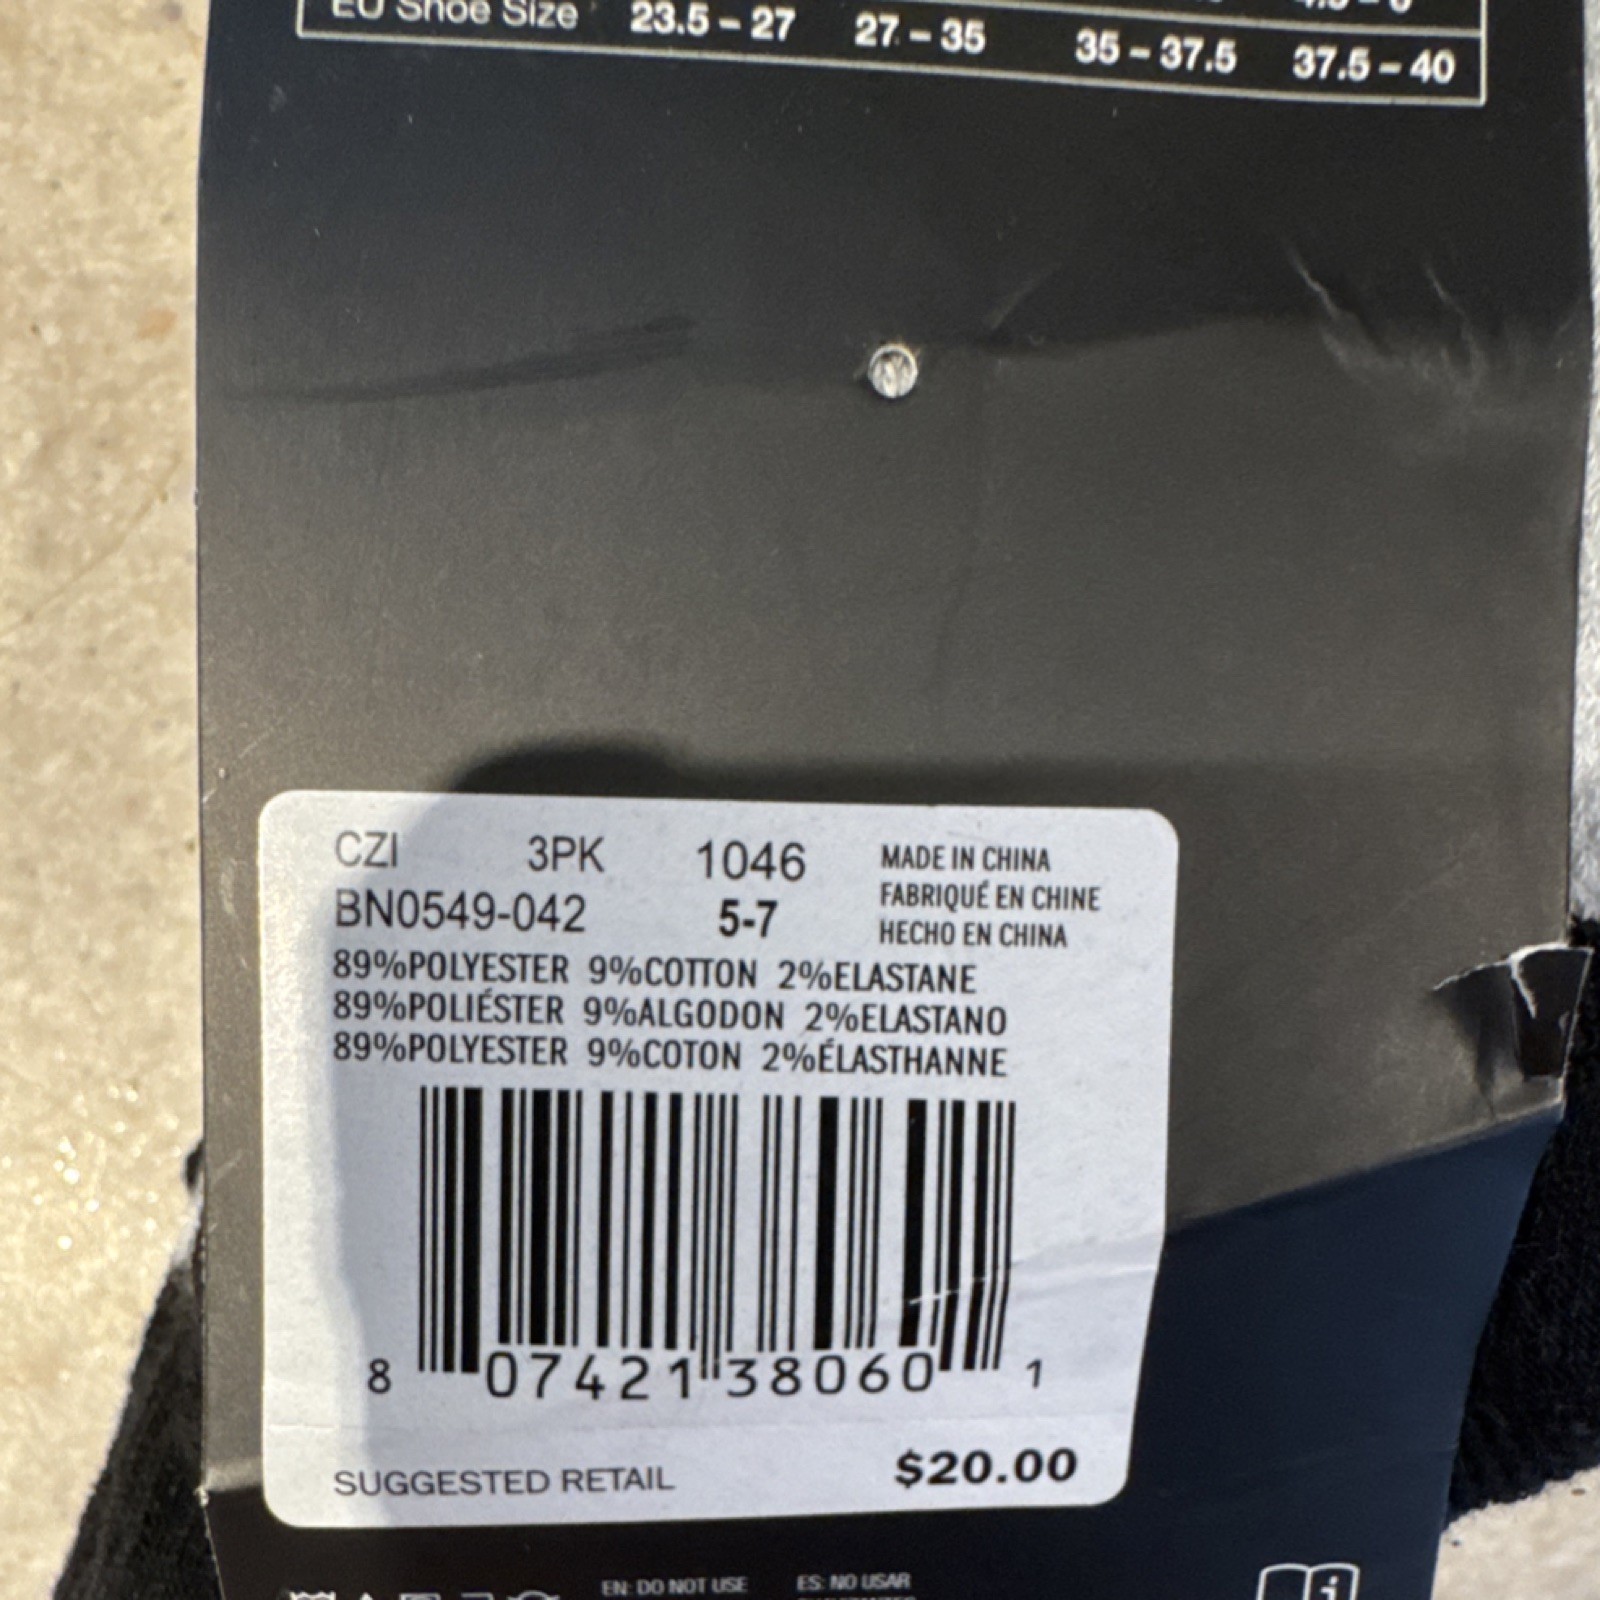 EU Shoe Size 23.5 – 27 27 – 35 35 – 37.5 37.5 – 40
CZI 3PK 1046 MADE IN CHINA
FABRIQUÉ EN CHINE
BN0549-042 5-7 HECHO EN CHINA
89%POLYESTER 9%COTTON 2%ELASTANE
89%POLIÉSTER 9%ALGODON 2%ELASTANO
89%POLYESTER 9%COTON 2%ÉLASTHANNE
8 07421 38060 1
SUGGESTED RETAIL $20.00
EN: DO NOT USE ES: NO USAR